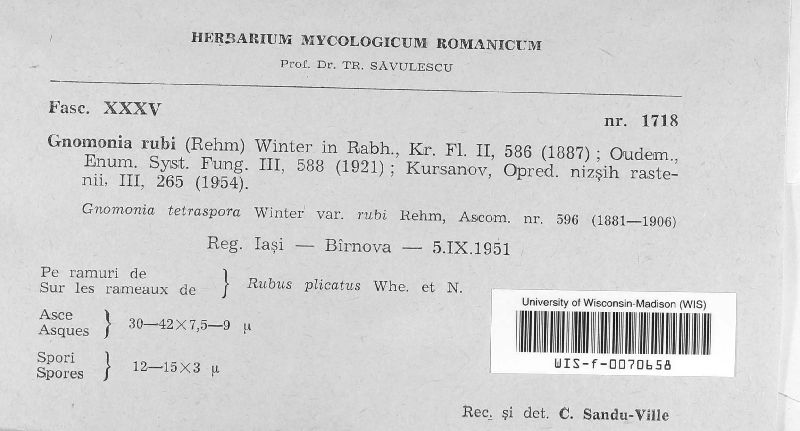 HERBARIUM MYCOLOGICUM ROMANICUM
Prof. Dr. TR. SĂVULESCU
Fasc. XXXV
nr. 1718
Gnomonia rubi (Rehm) Winter in Rabh., Kr. Fl. II, 586 (1887) ; Oudem.,
Enum. Syst. Fung. III, 588 (1921) ; Kursanov, Opred. nizşih raste-
nii, III, 265 (1954).
Gnomonia tetraspora Winter var. rubi Rehm, Ascom. nr. 596 (1881—1906)
Reg. Iaşi — Bîrnova — 5.IX.1951
Pe ramuri de
Sur les rameaux de } Rubus plicatus Whe. et N.
Asce
Asques } 30—42×7,5—9 μ
Spori
Spores } 12—15×3 μ
University of Wisconsin-Madison (WIS)
WIS-f-0070658
Rec. şi det. C. Sandu-Ville